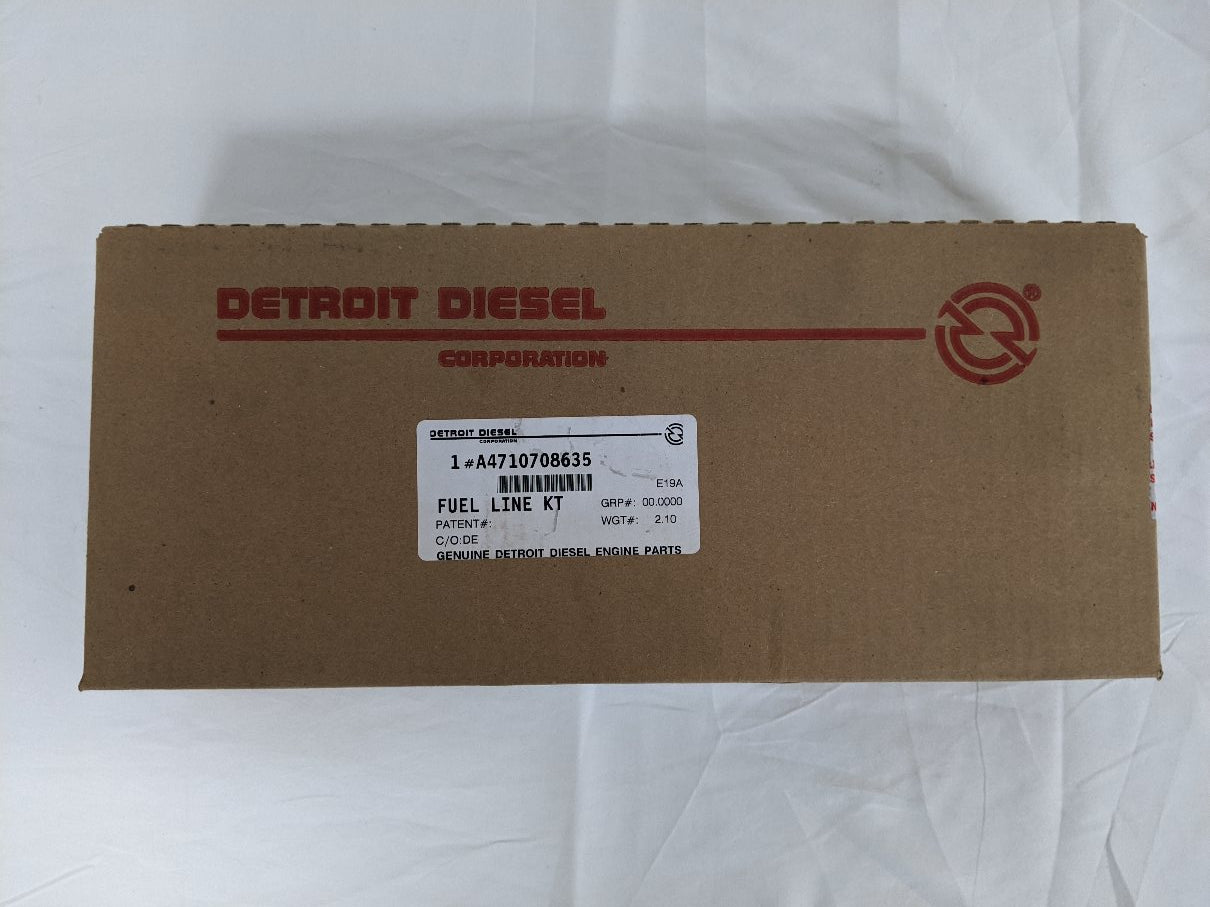 DETROIT DIESEL
CORPORATION
®
DETROIT DIESEL
CORPORATION
1 #A4710708635
E19A
FUEL LINE KT GRP#: 00.0000
PATENT#: WGT#: 2.10
C/O:DE
GENUINE DETROIT DIESEL ENGINE PARTS